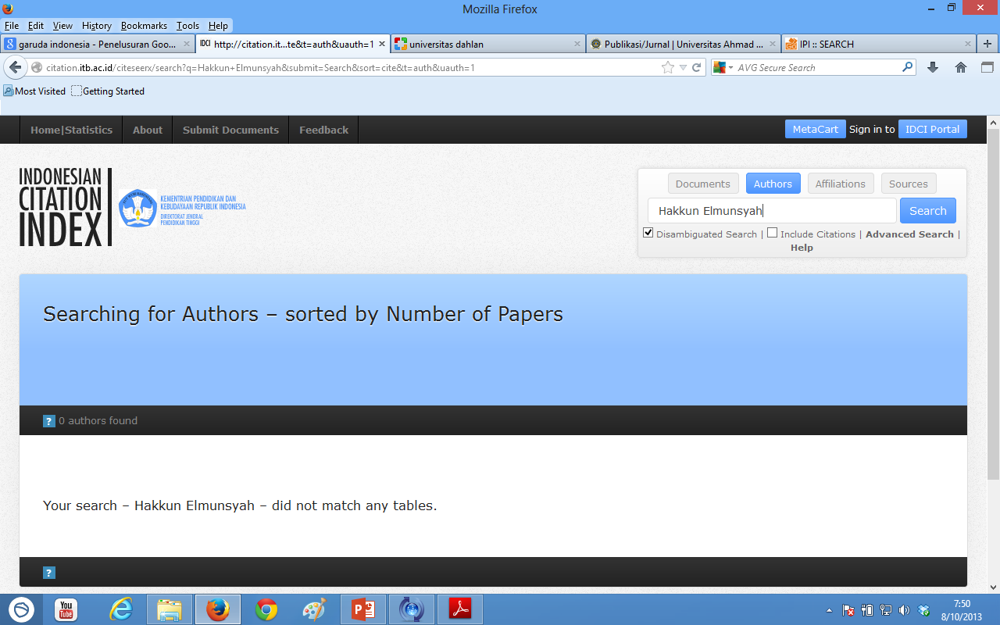 Mozilla Firefox
File Edit View History Bookmarks Tools Help
garuda indonesia - Penelusuran Goo...
IDCI http://citation.it...te&t=auth&uauth=1
universitas dahlan
Publikasi/Jurnal | Universitas Ahmad ...
IPI :: SEARCH
citation.itb.ac.id/citeseerx/search?q=Hakkun+Elmunsyah&submit=Search&sort=cite&t=auth&uauth=1
AVG Secure Search
Most Visited Getting Started
Home|Statistics About Submit Documents Feedback
MetaCart Sign in to IDCI Portal
INDONESIAN
CITATION
INDEX
KEMENTRIAN PENDIDIKAN DAN
KEBUDAYAAN REPUBLIK INDONESIA
DIREKTORAT JENDRAL
PENDIDIKAN TINGGI
Documents Authors Affiliations Sources
Hakkun Elmunsyah Search
Disambiguated Search | Include Citations | Advanced Search |
Help
Searching for Authors – sorted by Number of Papers
? 0 authors found
Your search – Hakkun Elmunsyah – did not match any tables.
?
You
Tube
7:50
8/10/2013